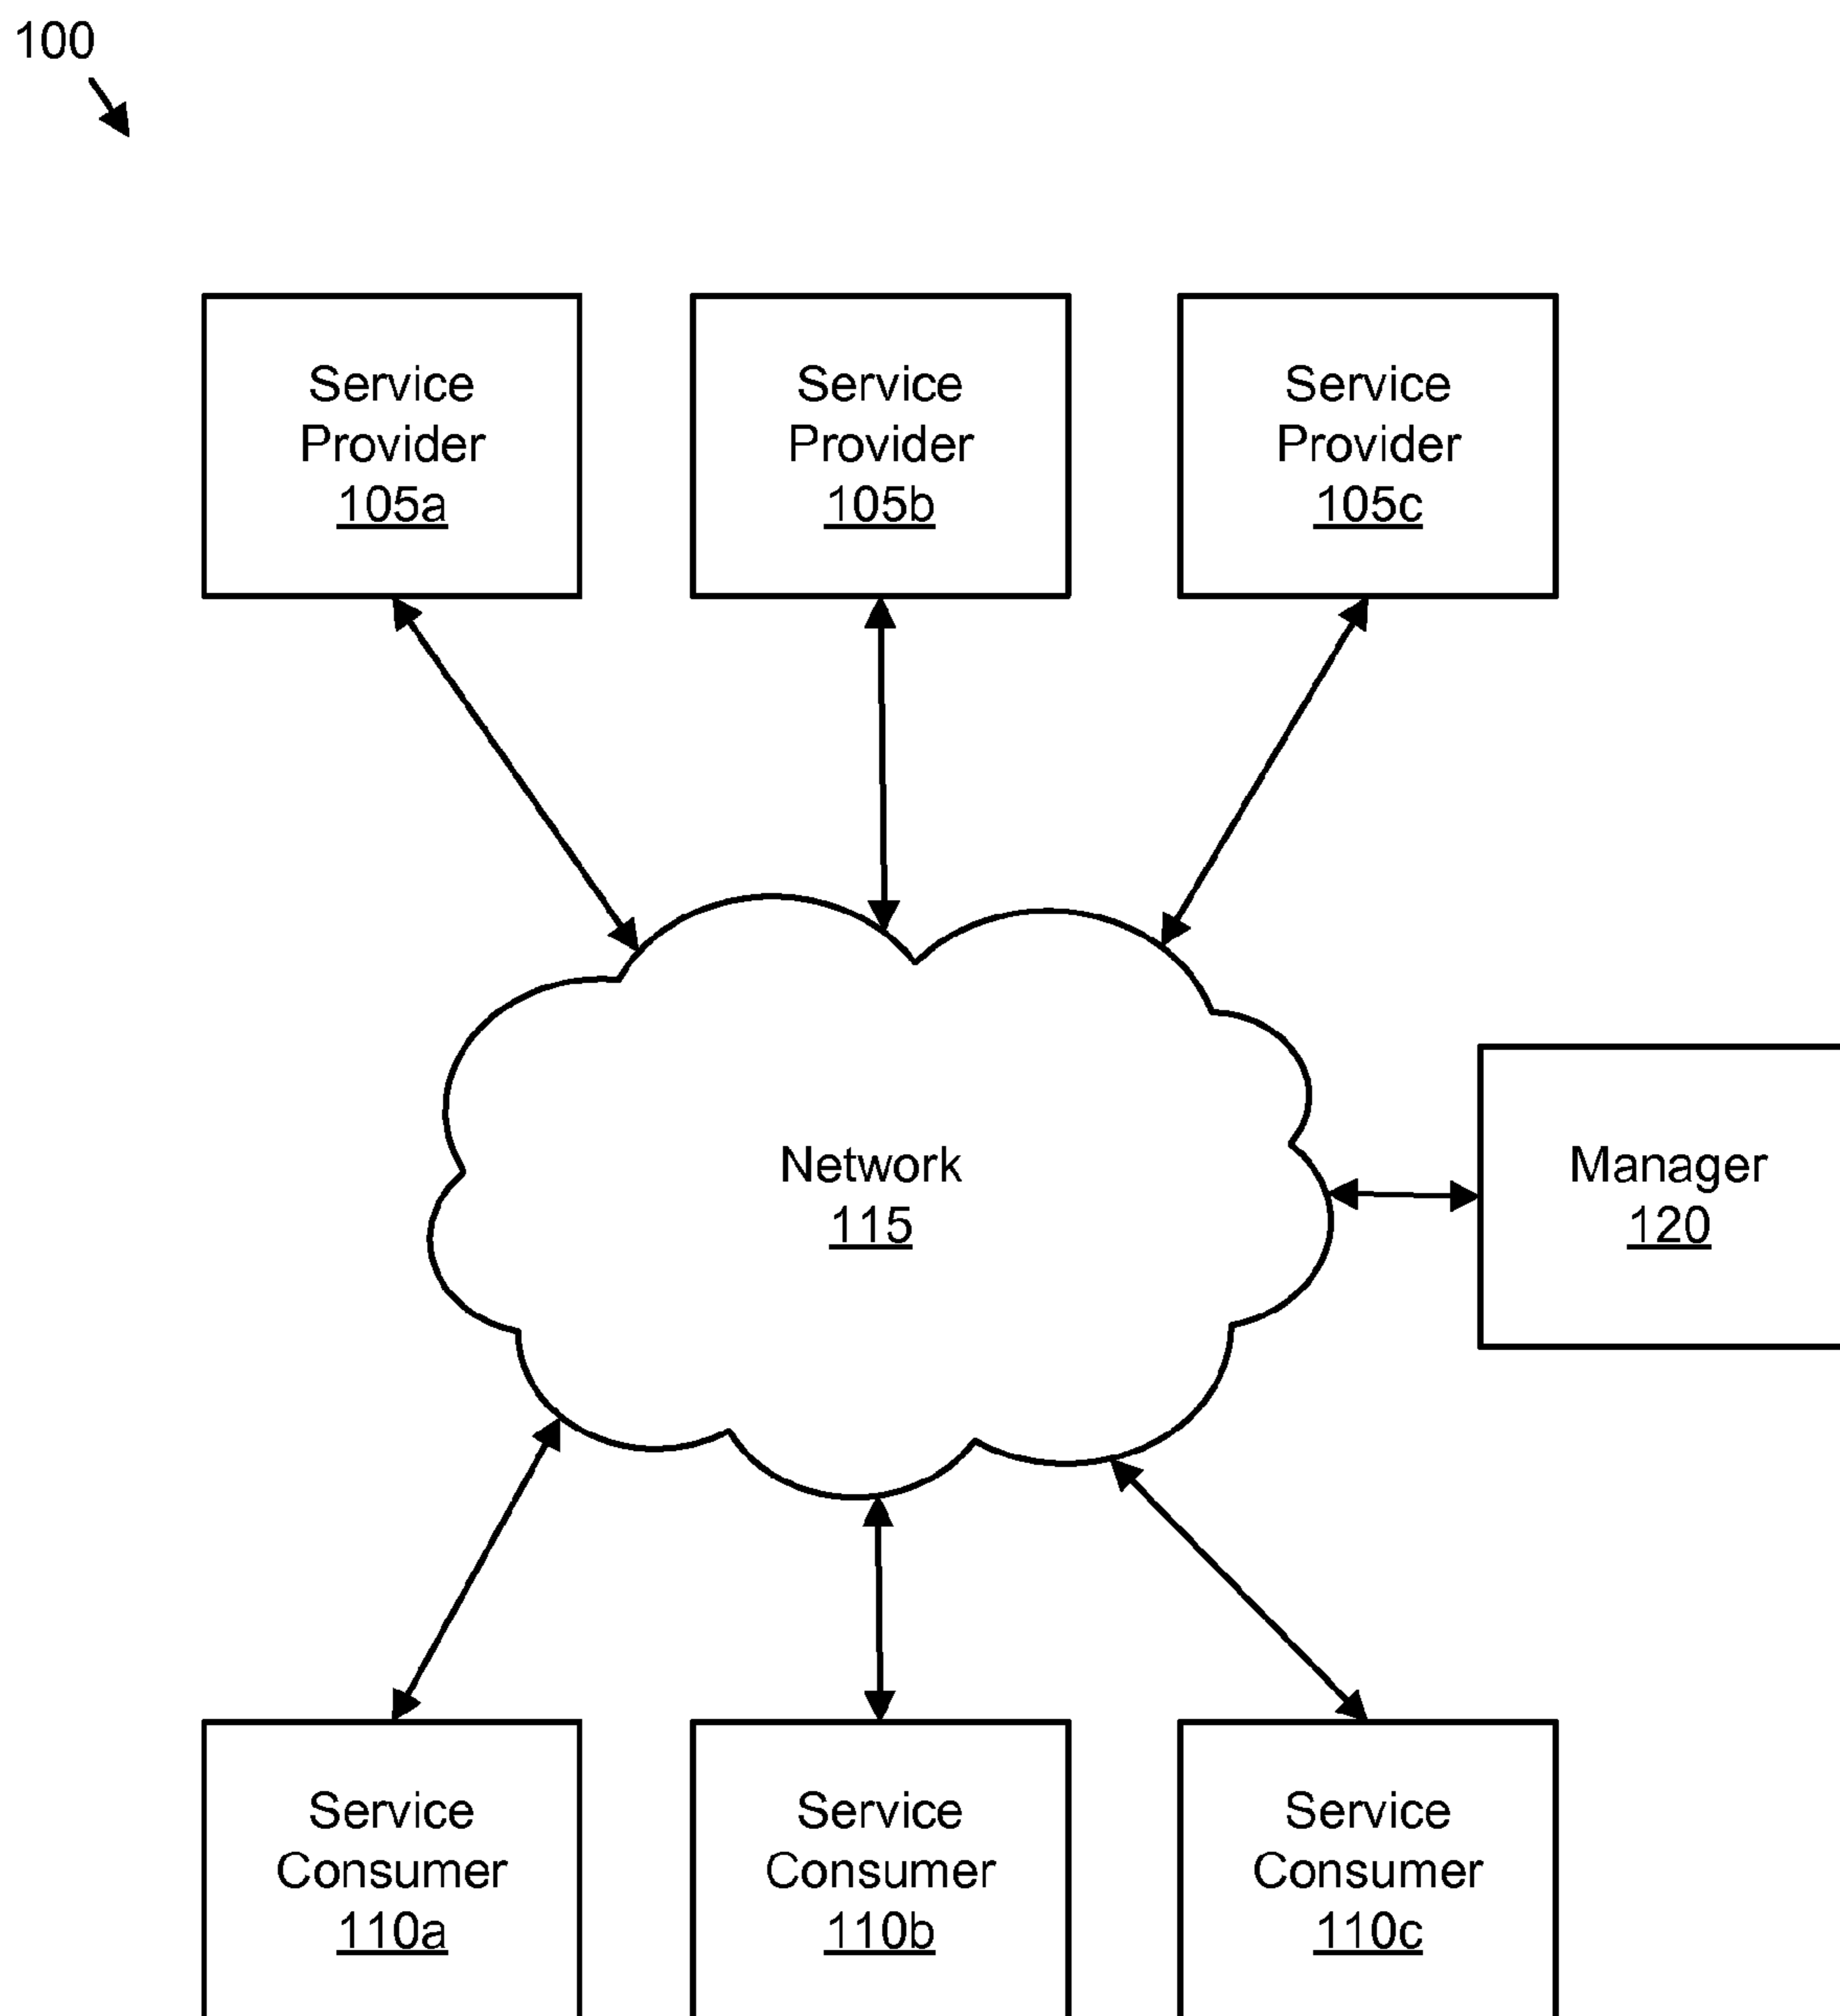 100
Service
Provider
105a
Service
Provider
105b
Service
Provider
105c
Network
115
Manager
120
Service
Consumer
110a
Service
Consumer
110b
Service
Consumer
110c